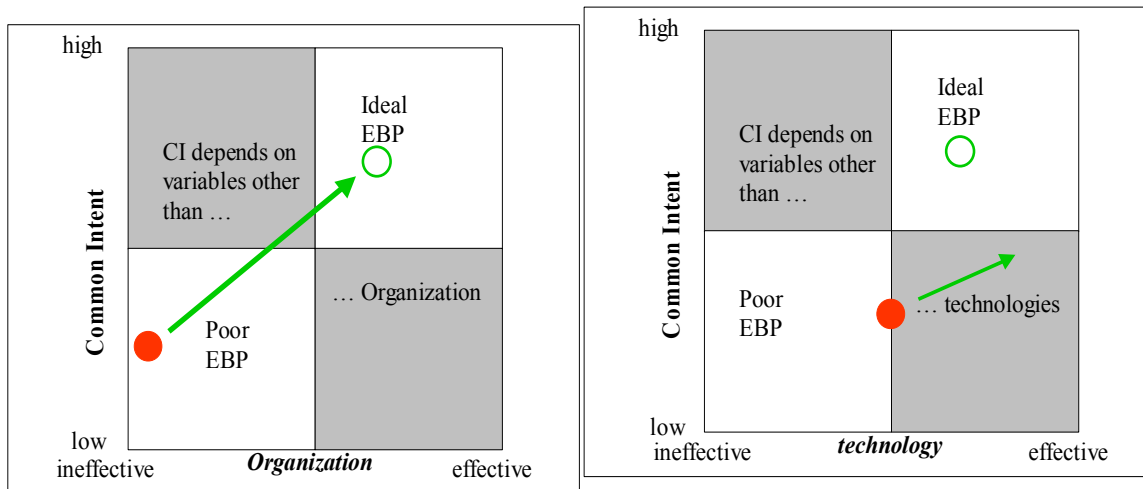 high
Ideal
EBP
CI depends on
variables other
than …
Common Intent
… Organization
Poor
EBP
low
ineffective
Organization
effective
high
Ideal
EBP
CI depends on
variables other
than …
Common Intent
Poor
EBP
… technologies
low
ineffective
technology
effective